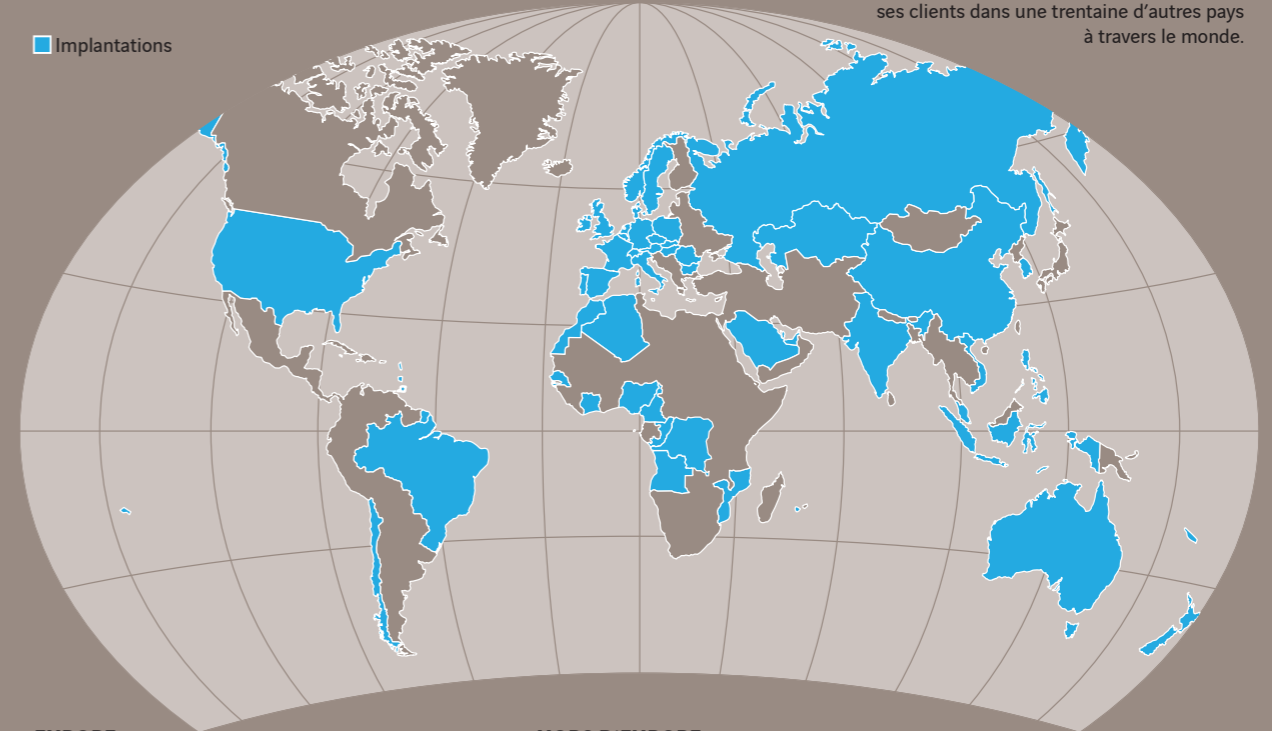 ses clients dans une trentaine d’autres pays
à travers le monde.
Implantations